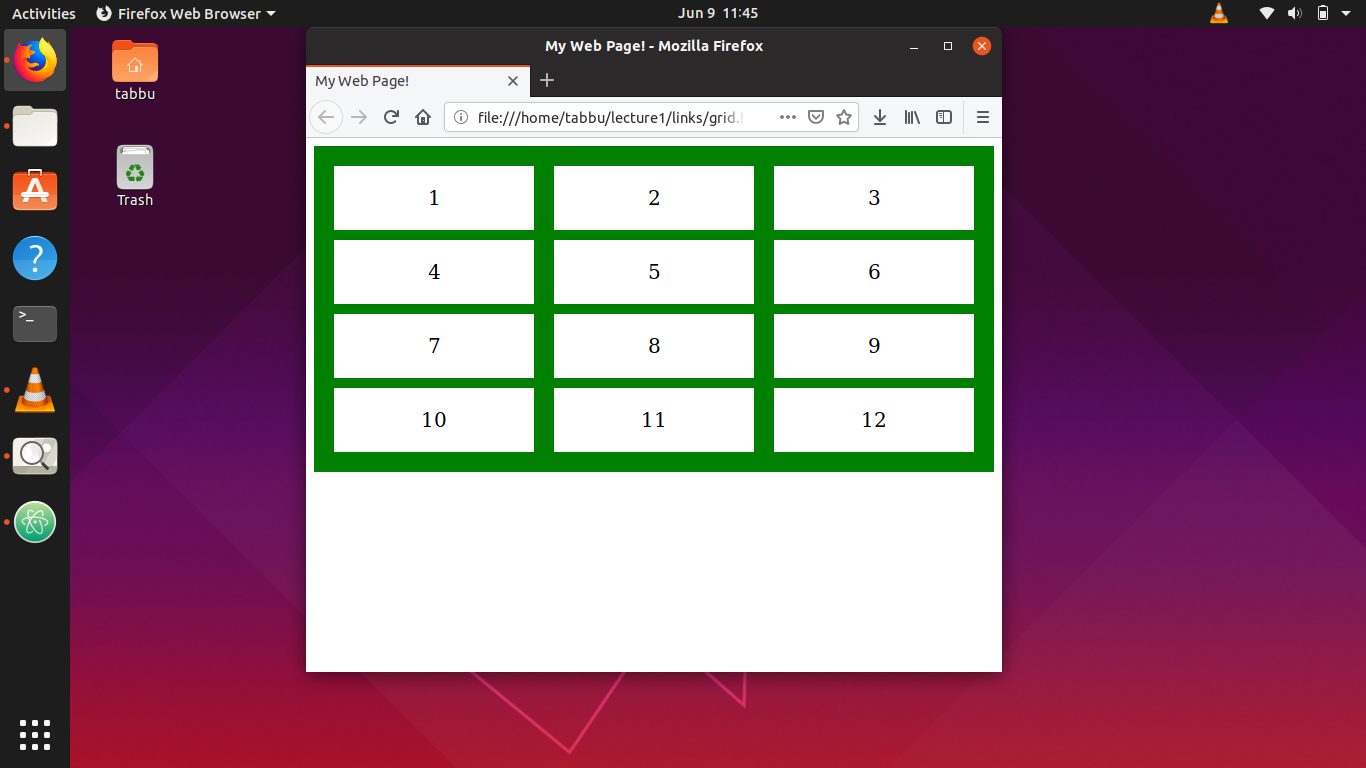 Activities Firefox Web Browser Jun 9 11:45
My Web Page! - Mozilla Firefox
My Web Page!
file:///home/tabbu/lecture1/links/grid.
tabbu
Trash
>_
1 2 3
4 5 6
7 8 9
10 11 12